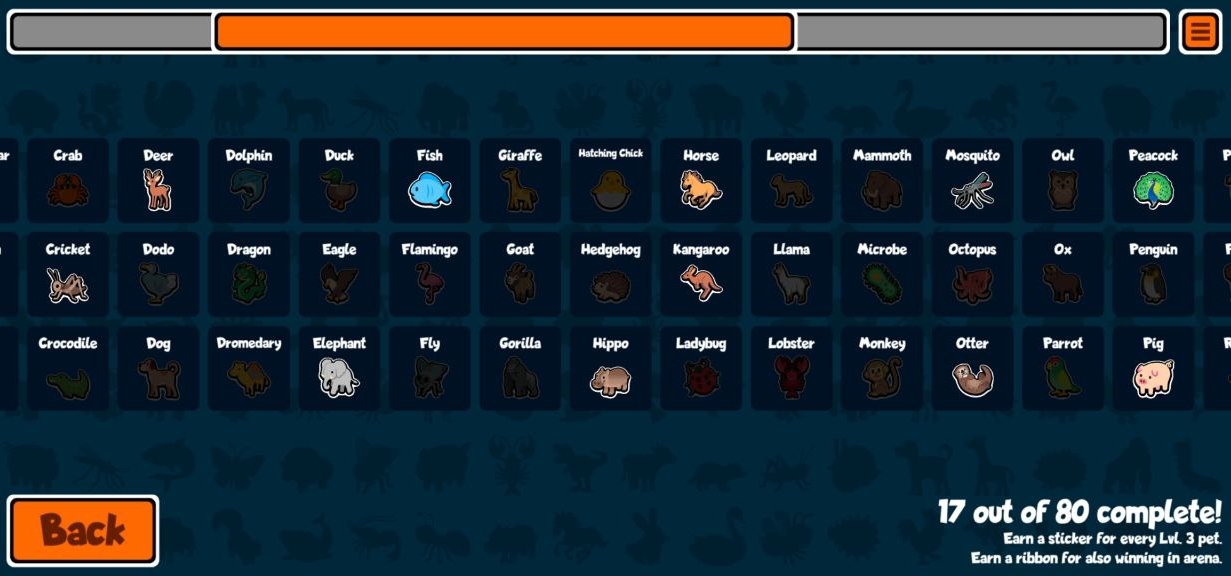 Crab Deer Dolphin Duck Fish Giraffe Hatching Chick Horse Leopard Mammoth Mosquito Owl Peacock
Cricket Dodo Dragon Eagle Flamingo Goat Hedgehog Kangaroo Llama Microbe Octopus Ox Penguin
Crocodile Dog Dromedary Elephant Fly Gorilla Hippo Ladybug Lobster Monkey Otter Parrot Pig
Back
17 out of 80 complete!
Earn a sticker for every Lvl. 3 pet.
Earn a ribbon for also winning in arena.